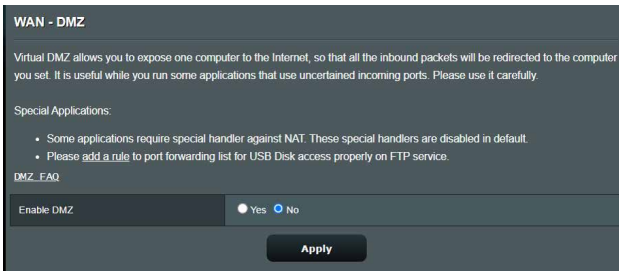 WAN - DMZ
Virtual DMZ allows you to expose one computer to the Internet, so that all the inbound packets will be redirected to the computer
you set. It is useful while you run some applications that use uncertained incoming ports. Please use it carefully.
Special Applications:
• Some applications require special handler against NAT. These special handlers are disabled in default.
• Please add a rule to port forwarding list for USB Disk access properly on FTP service.
DMZ FAQ
Enable DMZ Yes No
Apply